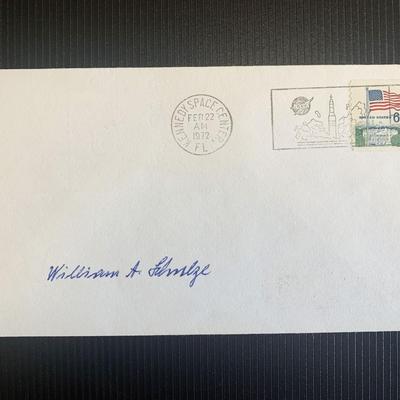 KENNEDY SPACE CENTER,
FEB 22
AM
1972
FL
UNITED STATES 6
William A. Schulze